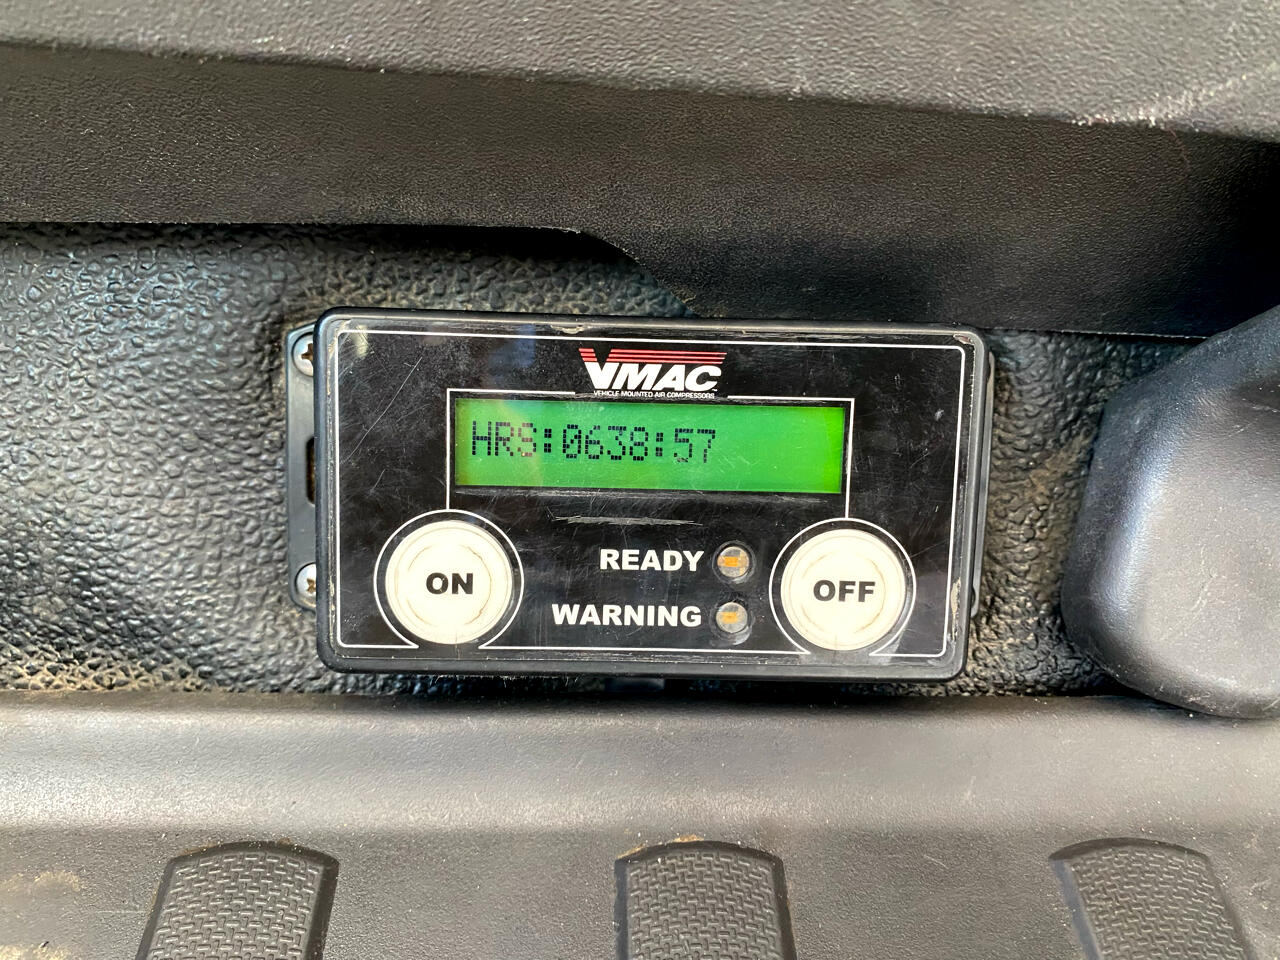 VMAC
VEHICLE MOUNTED AIR COMPRESSORS
HRS:0638:57
READY
ON
OFF
WARNING